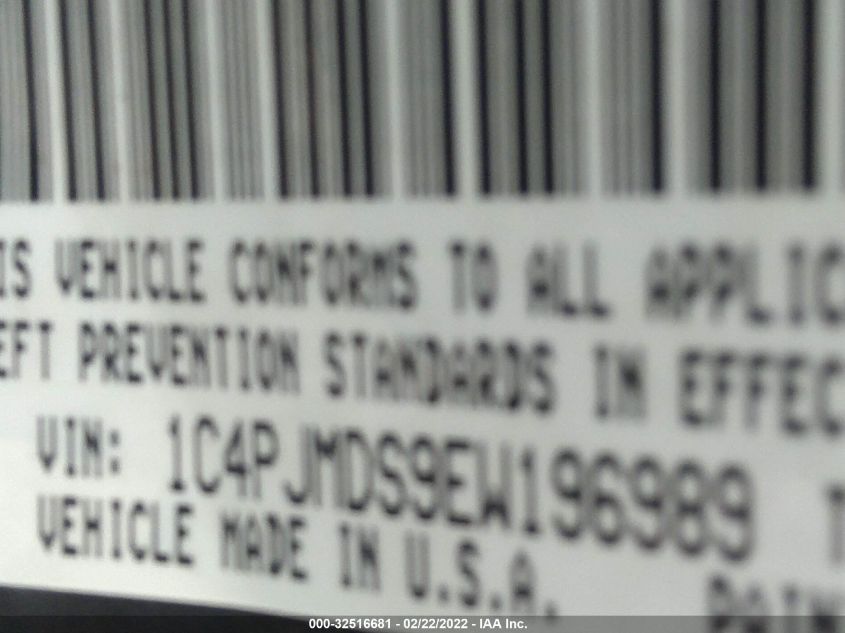 IS VEHICLE CONFORMS TO ALL APPLIC
EFT PREVENTION STANDARDS IN EFFEC
VIN: 1C4PJMDS9EW196989 T
VEHICLE MADE IN U.S.A. PAIN
000-32516681 - 02/22/2022 - IAA Inc.